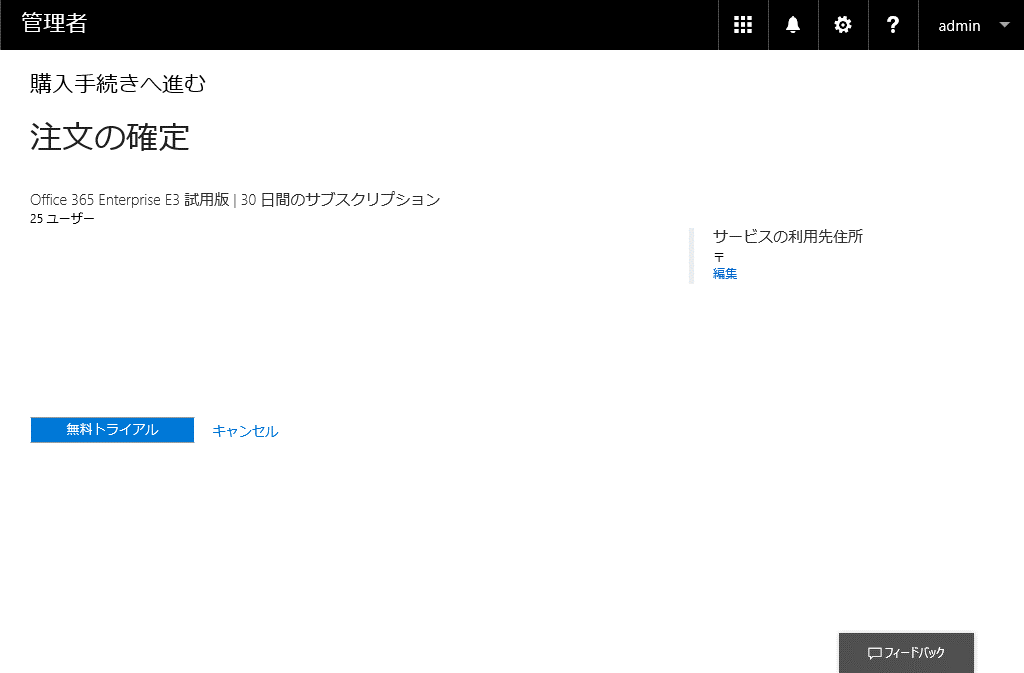 管理者
?
admin
購入手続きへ進む
注文の確定
Office 365 Enterprise E3 試用版 | 30 日間のサブスクリプション
25 ユーザー
サービスの利用先住所
〒
編集
無料トライアル
キャンセル
フィードバック